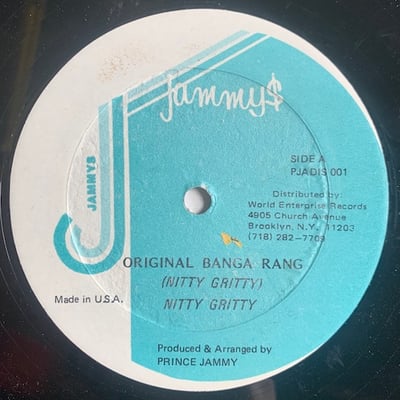 Jammy$
JAMMYS
SIDE A
PJADIS 001
Distributed by:
World Enterprise Records
4905 Church Avenue
Brooklyn, N.Y. 11203
(718) 282-7709
ORIGINAL BANGA RANG
(NITTY GRITTY)
NITTY GRITTY
Made in U.S.A.
Produced & Arranged by
PRINCE JAMMY